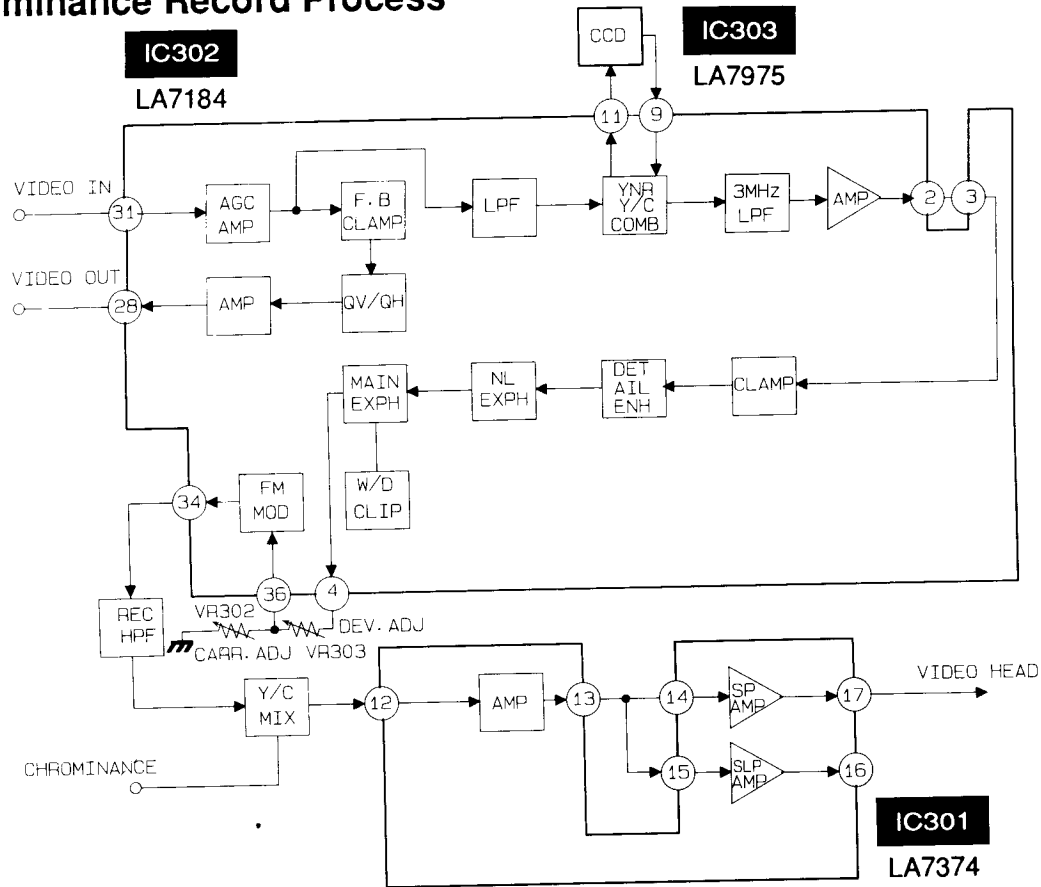 minance Record Process
IC302
LA7184
CCD
IC303
LA7975
11
9
VIDEO IN
31
AGC
AMP
F.B
CLAMP
LPF
YNR
Y/C
COMB
3MHz
LPF
AMP
2
3
VIDEO OUT
28
AMP
QV/QH
MAIN
EXPH
NL
EXPH
DET
AIL
ENH
CLAMP
W/D
CLIP
34
FM
MOD
36
4
REC
HPF
VR302
DEV. ADJ
CARR. ADJ
VR303
Y/C
MIX
12
AMP
13
14
SP
AMP
17
VIDEO HEAD
CHROMINANCE
15
SLP
AMP
16
IC301
LA7374